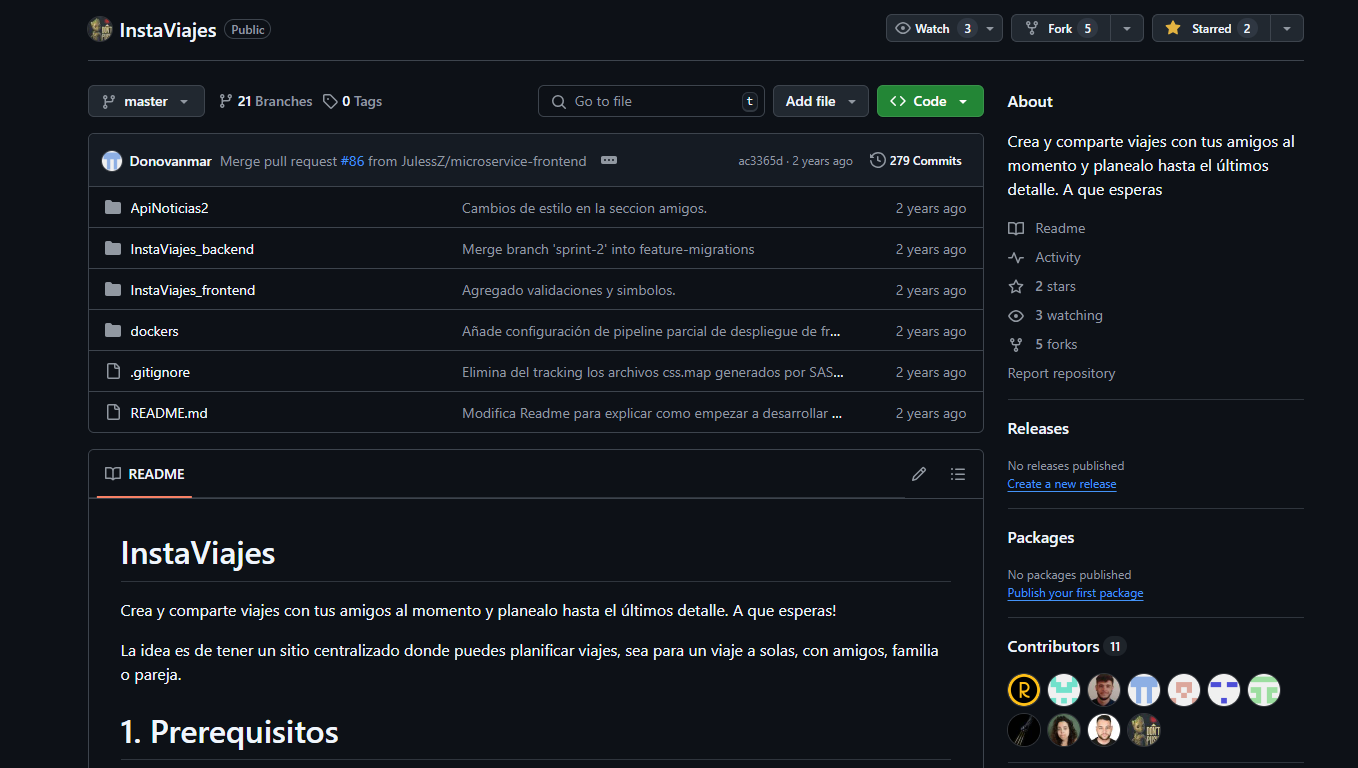 InstaViajes Public
Watch 3 Fork 5 Starred 2
master 21 Branches 0 Tags
Go to file t Add file Code
Donovanmar Merge pull request #86 from JulessZ/microservice-frontend ac3365d · 2 years ago 279 Commits
ApiNoticias2 Cambios de estilo en la seccion amigos. 2 years ago
InstaViajes_backend Merge branch 'sprint-2' into feature-migrations 2 years ago
InstaViajes_frontend Agregado validaciones y simbolos. 2 years ago
dockers Añade configuración de pipeline parcial de despliegue de fr... 2 years ago
.gitignore Elimina del tracking los archivos css.map generados por SAS... 2 years ago
README.md Modifica Readme para explicar como empezar a desarrollar ... 2 years ago
README
InstaViajes
Crea y comparte viajes con tus amigos al momento y planealo hasta el últimos detalle. A que esperas!
La idea es de tener un sitio centralizado donde puedes planificar viajes, sea para un viaje a solas, con amigos, familia
o pareja.
1. Prerequisitos
About
Crea y comparte viajes con tus amigos al
momento y planealo hasta el últimos
detalle. A que esperas
Readme
Activity
2 stars
3 watching
5 forks
Report repository
Releases
No releases published
Create a new release
Packages
No packages published
Publish your first package
Contributors 11
R